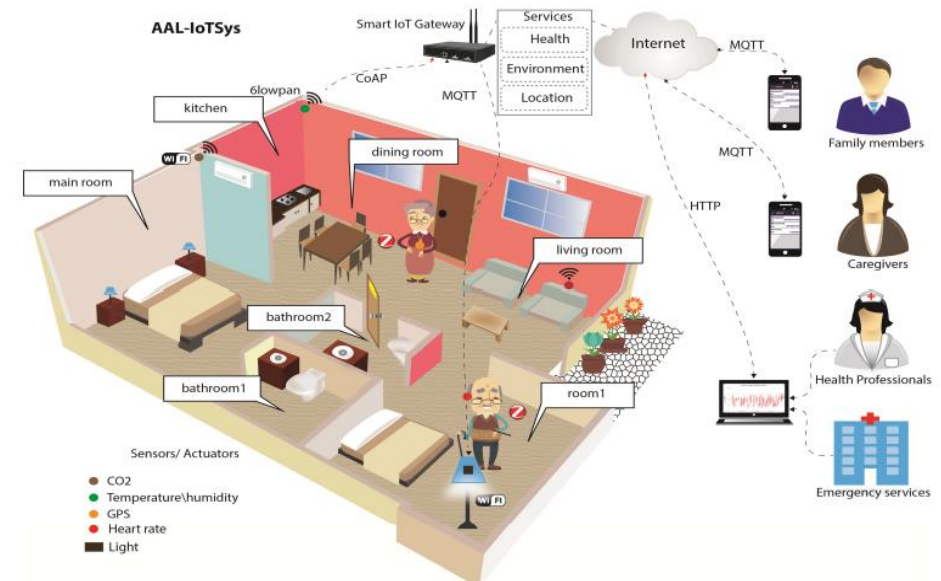 AAL-IoTSys
Smart IoT Gateway
Services
Health
Environment
Location
Internet
MQTT
CoAP
MQTT
6lowpan
kitchen
WiFi
dining room
main room
Family members
MQTT
HTTP
living room
Caregivers
bathroom2
bathroom1
room1
Health Professionals
Sensors/ Actuators
CO2
Temperature\humidity
GPS
Heart rate
Light
WiFi
Emergency services